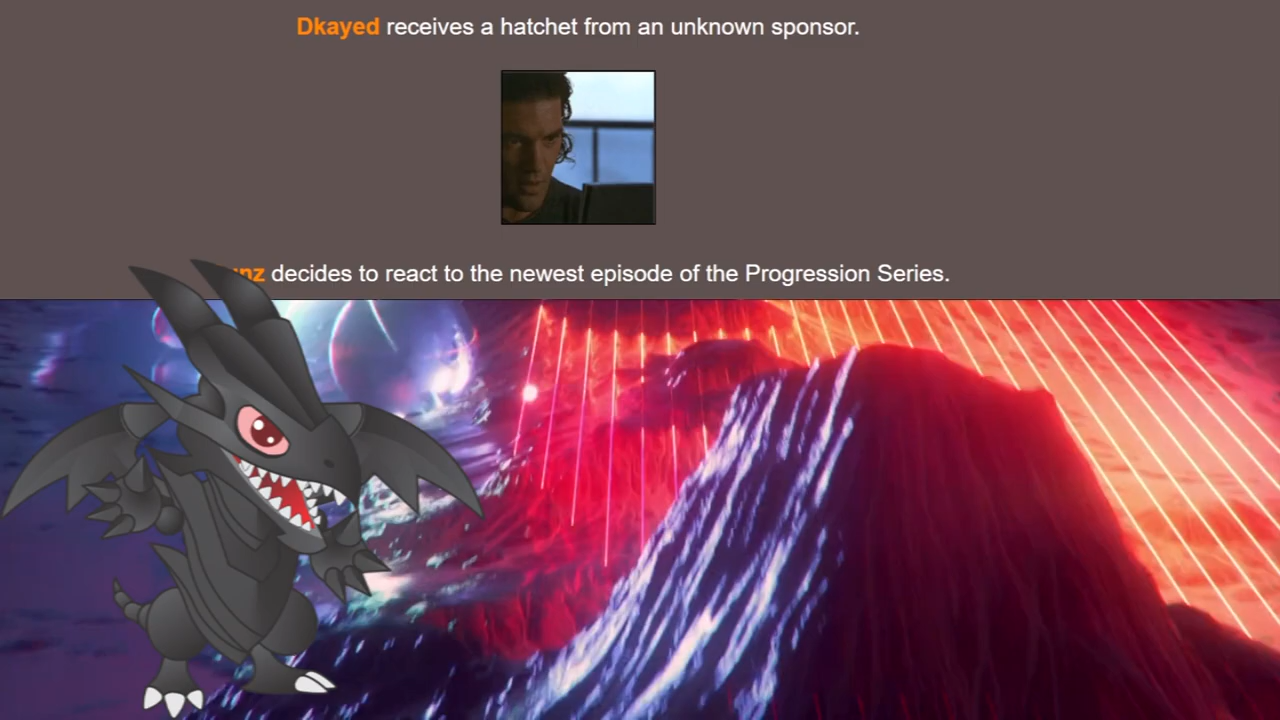 Dkayed receives a hatchet from an unknown sponsor.
decides to react to the newest episode of the Progression Series.